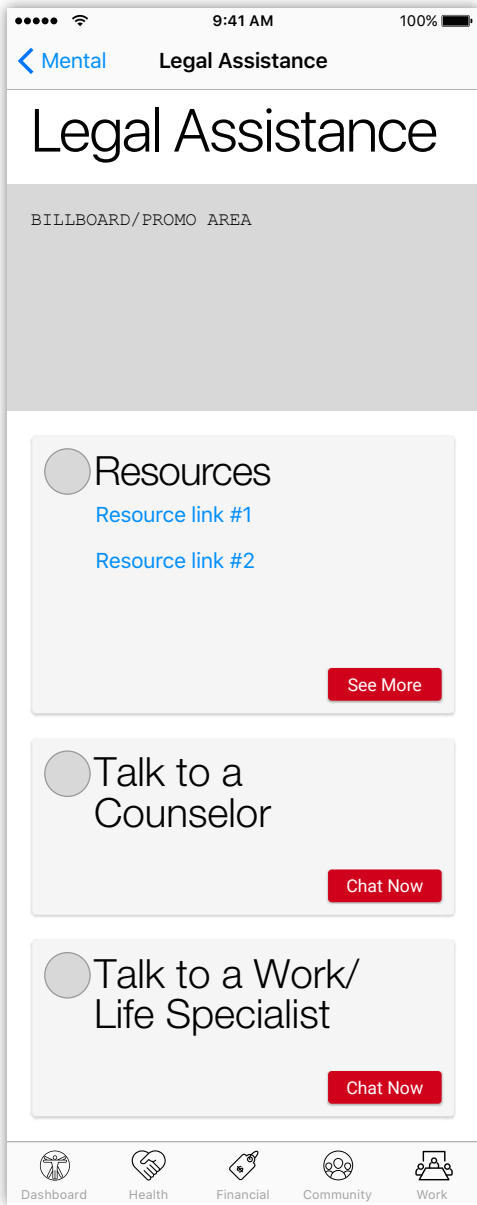 9:41 AM 100%
Mental Legal Assistance
Legal Assistance
BILLBOARD/PROMO AREA
Resources
Resource link #1
Resource link #2
See More
Talk to a
Counselor
Chat Now
Talk to a Work/
Life Specialist
Chat Now
Dashboard Health Financial Community Work